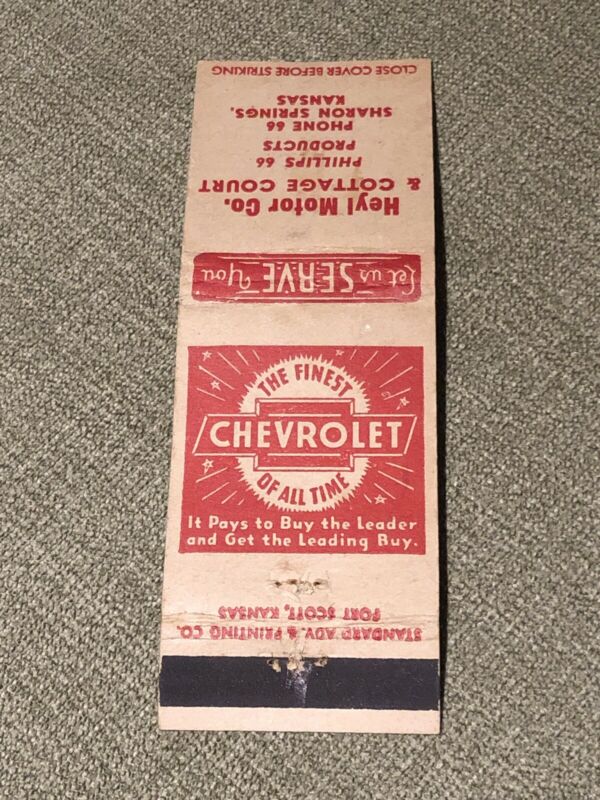 CLOSE COVER BEFORE STRIKING
Heyl Motor Co.
& COTTAGE COURT
PHILLIPS 66
PRODUCTS
PHONE 66
SHARON SPRINGS,
KANSAS
Let us SERVE You
THE FINEST
CHEVROLET
OF ALL TIME
It Pays to Buy the Leader
and Get the Leading Buy.
STANDARD ADV. & PRINTING CO.
FORT SCOTT, KANSAS